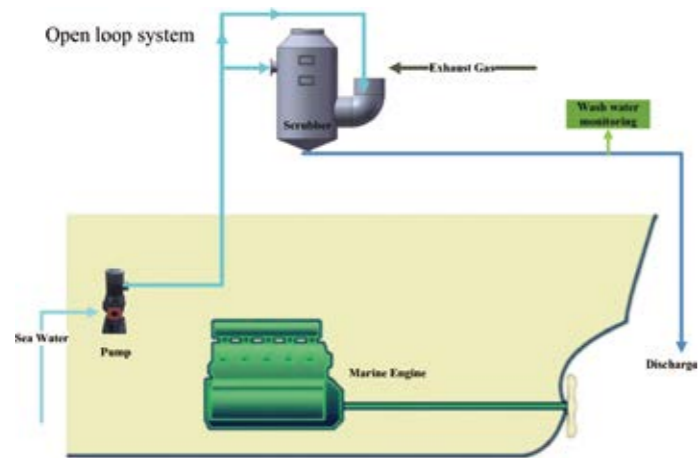 Open loop system
Exhaust Gas
Scrubber
Wash water
monitoring
Sea Water
Pump
Marine Engine
Discharge